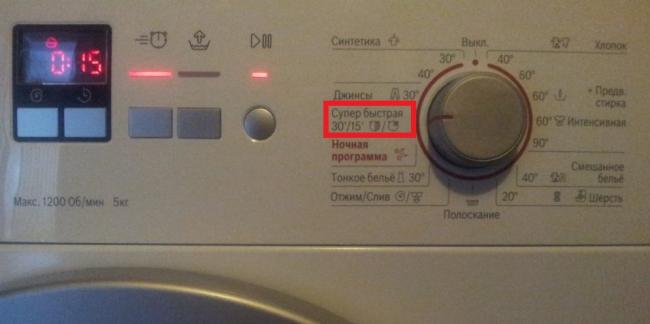 0:15
Синтетика
30°
Выкл.
40°
Хлопок
40°
60°
Джинсы 30°
60° + Предв. стирка
Супер быстрая
30'/15'
60° Интенсивная
Ночная
программа
90°
Тонкое бельё 30°
40° Смешанное бельё
Отжим/Слив
20° Шерсть
Полоскание
Макс. 1200 Об/мин 5кг